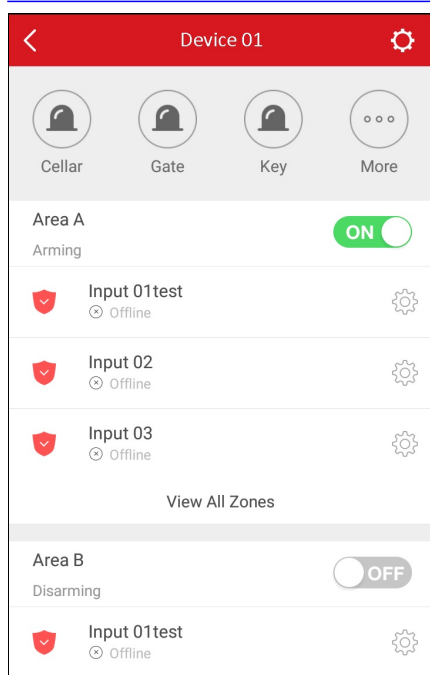 Device 01
Cellar Gate Key More
Area A
ON
Arming
Input 01test
Offline
Input 02
Offline
Input 03
Offline
View All Zones
Area B
OFF
Disarming
Input 01test
Offline